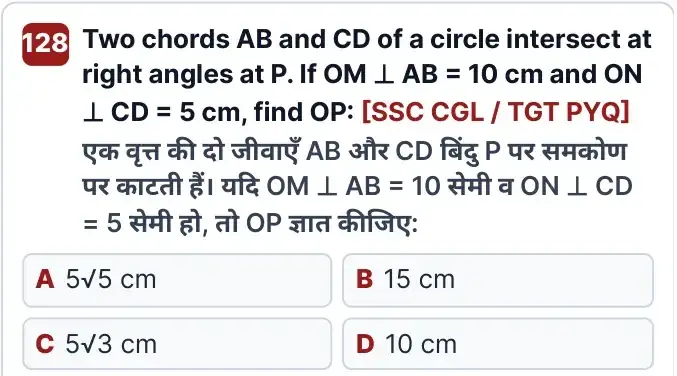 128 Two chords AB and CD of a circle intersect at
right angles at P. If OM ⊥ AB = 10 cm and ON
⊥ CD = 5 cm, find OP: [SSC CGL / TGT PYQ]
एक वृत्त की दो जीवाएँ AB और CD बिंदु P पर समकोण
पर काटती हैं। यदि OM ⊥ AB = 10 सेमी व ON ⊥ CD
= 5 सेमी हो, तो OP ज्ञात कीजिए:
A 5√5 cm
B 15 cm
C 5√3 cm
D 10 cm